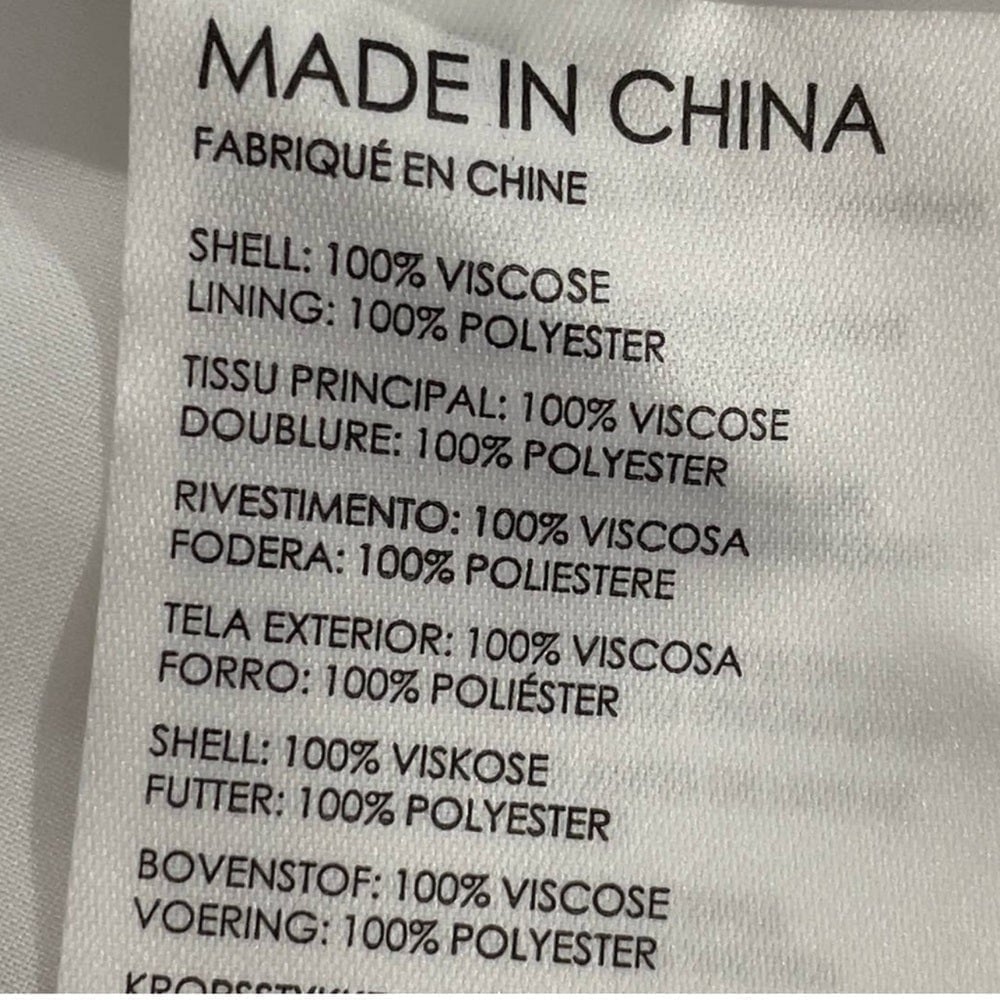 MADE IN CHINA
FABRIQUÉ EN CHINE
SHELL: 100% VISCOSE
LINING: 100% POLYESTER
TISSU PRINCIPAL: 100% VISCOSE
DOUBLURE: 100% POLYESTER
RIVESTIMENTO: 100% VISCOSA
FODERA: 100% POLIESTERE
TELA EXTERIOR: 100% VISCOSA
FORRO: 100% POLIÉSTER
SHELL: 100% VISKOSE
FUTTER: 100% POLYESTER
BOVENSTOF: 100% VISCOSE
VOERING: 100% POLYESTER